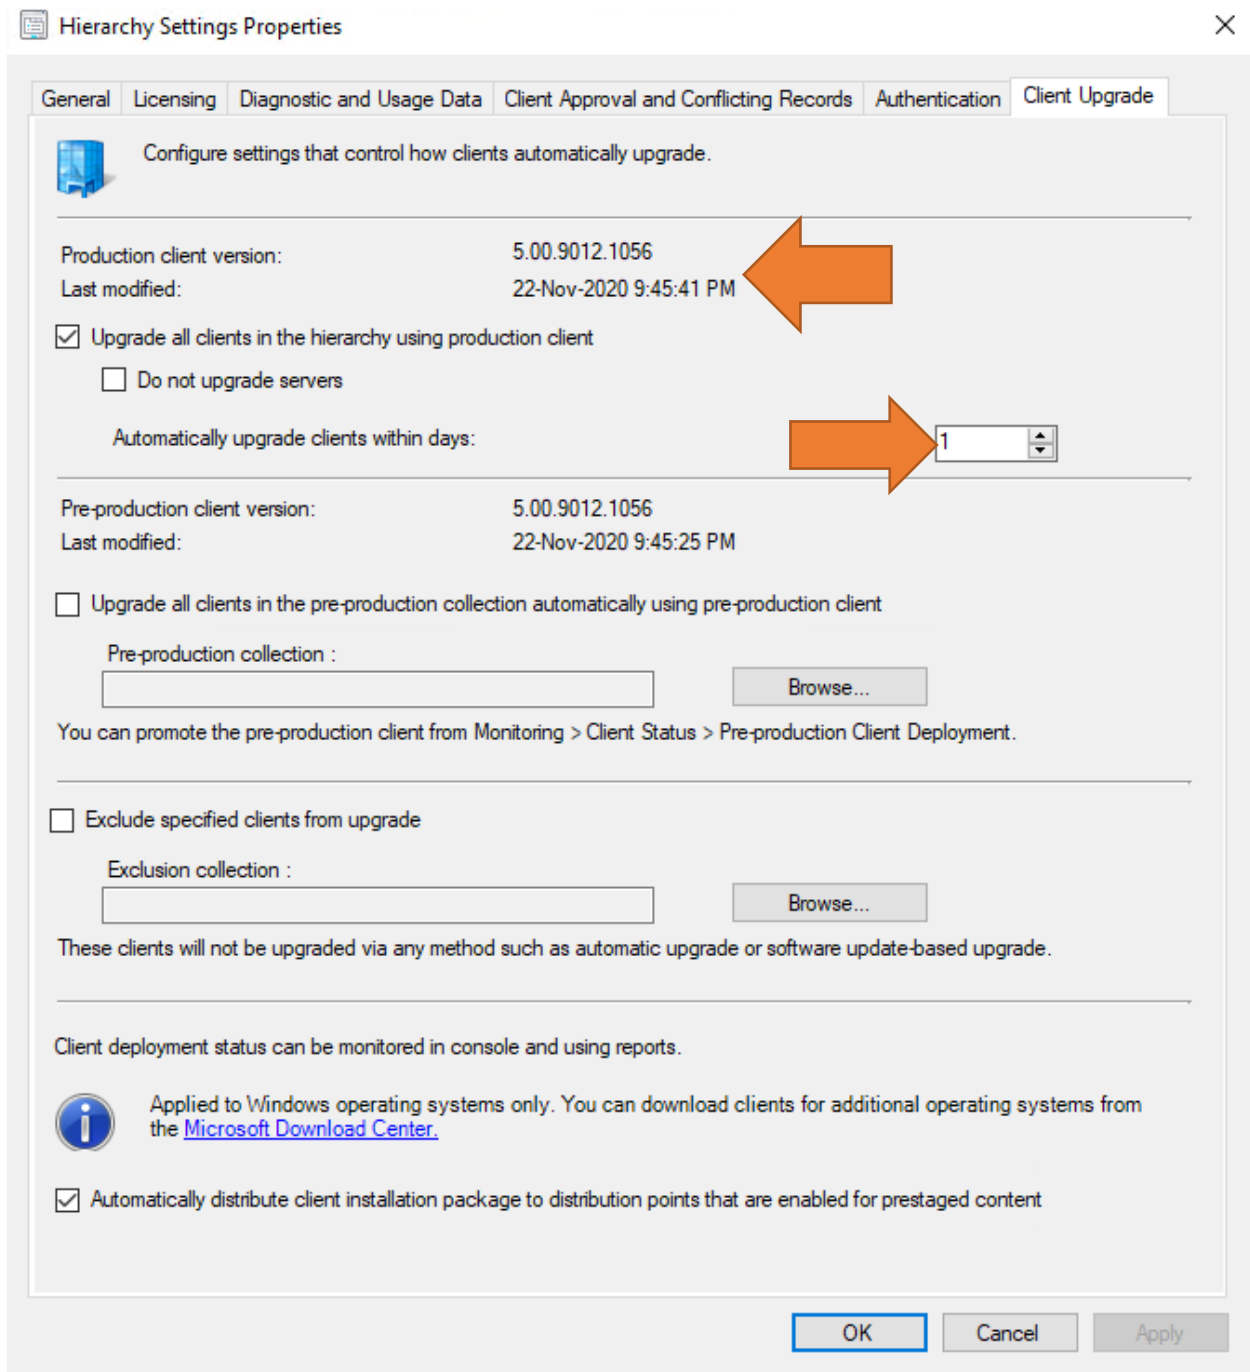 Hierarchy Settings Properties
General Licensing Diagnostic and Usage Data Client Approval and Conflicting Records Authentication Client Upgrade
Configure settings that control how clients automatically upgrade.
Production client version: 5.00.9012.1056
Last modified: 22-Nov-2020 9:45:41 PM
Upgrade all clients in the hierarchy using production client
Do not upgrade servers
Automatically upgrade clients within days: 1
Pre-production client version: 5.00.9012.1056
Last modified: 22-Nov-2020 9:45:25 PM
Upgrade all clients in the pre-production collection automatically using pre-production client
Pre-production collection :
Browse...
You can promote the pre-production client from Monitoring > Client Status > Pre-production Client Deployment.
Exclude specified clients from upgrade
Exclusion collection :
Browse...
These clients will not be upgraded via any method such as automatic upgrade or software update-based upgrade.
Client deployment status can be monitored in console and using reports.
Applied to Windows operating systems only. You can download clients for additional operating systems from
the Microsoft Download Center.
Automatically distribute client installation package to distribution points that are enabled for prestaged content
OK Cancel Apply